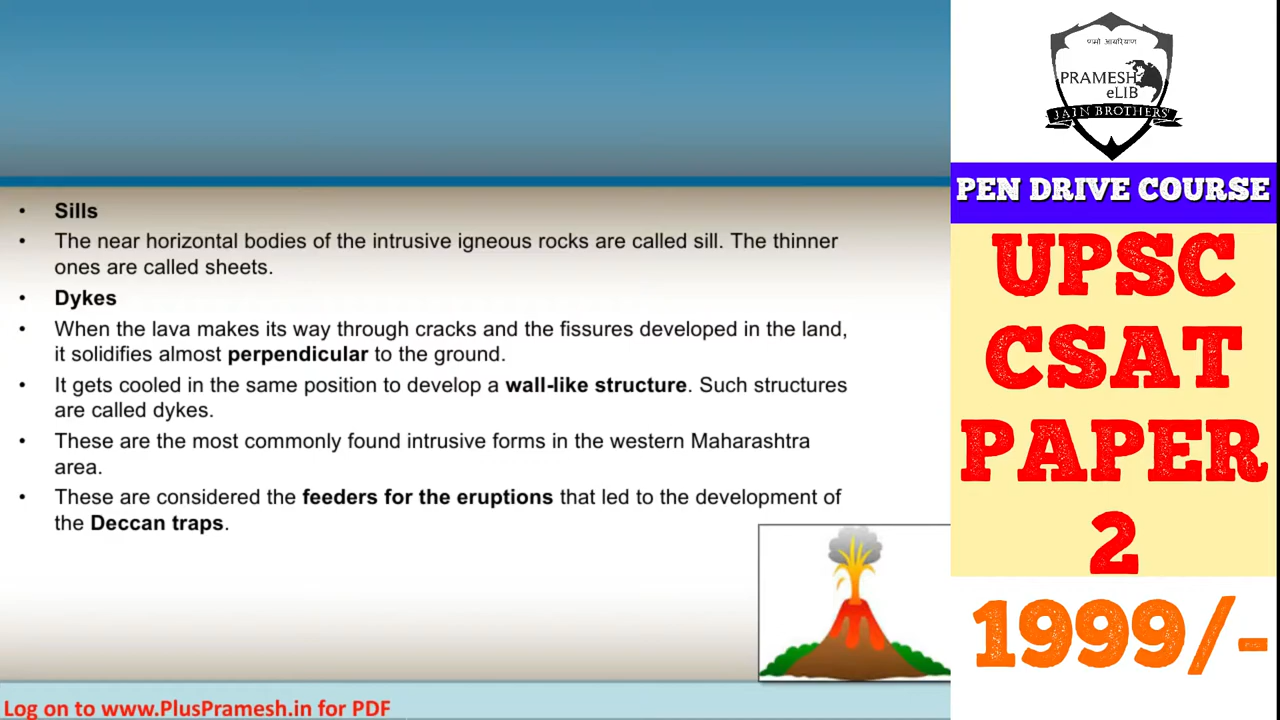 • Sills
• The near horizontal bodies of the intrusive igneous rocks are called sill. The thinner
ones are called sheets.
• Dykes
• When the lava makes its way through cracks and the fissures developed in the land,
it solidifies almost perpendicular to the ground.
• It gets cooled in the same position to develop a wall-like structure. Such structures
are called dykes.
• These are the most commonly found intrusive forms in the western Maharashtra
area.
• These are considered the feeders for the eruptions that led to the development of
the Deccan traps.
Log on to www.PlusPramesh.in for PDF
णमो आयरियाण
PRAMESH
eLIB
JAIN BROTHERS'
PEN DRIVE COURSE
UPSC
CSAT
PAPER
2
1999/-